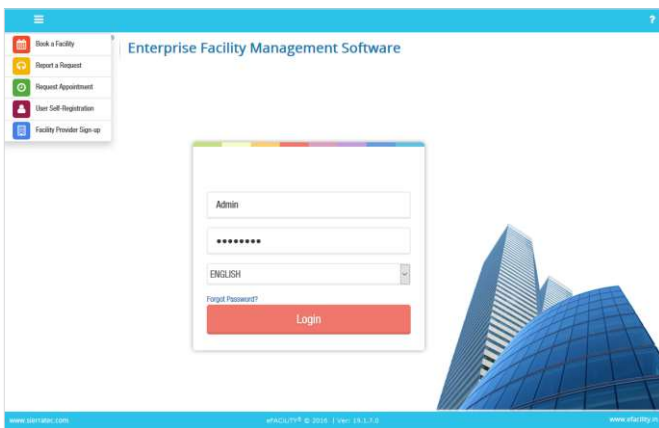 ?
Book a Facility
Report a Request
Request Appointment
User Self-Registration
Facility Provider Sign-up
Enterprise Facility Management Software
Admin
ENGLISH
Forgot Password?
Login
www.sierratec.com
eFACiLiTY® © 2016 | Ver: 19.1.7.0
www.efacility.in